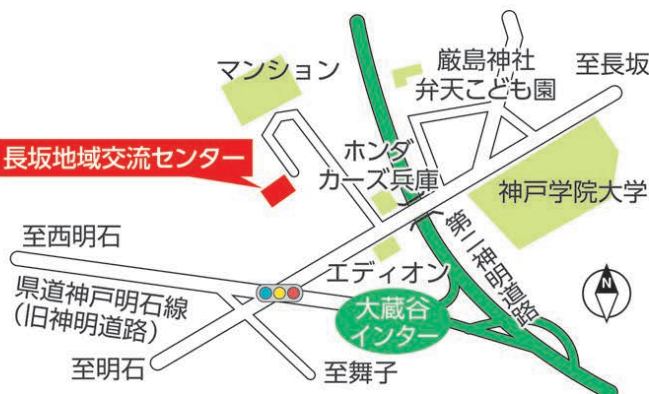 マンション
厳島神社
弁天こども園
至長坂
長坂地域交流センター
ホンダ
カーズ兵庫
神戸学院大学
至西明石
エディオン
第二神明道路
県道神戸明石線
(旧神明道路)
大蔵谷
インター
N
至明石
至舞子